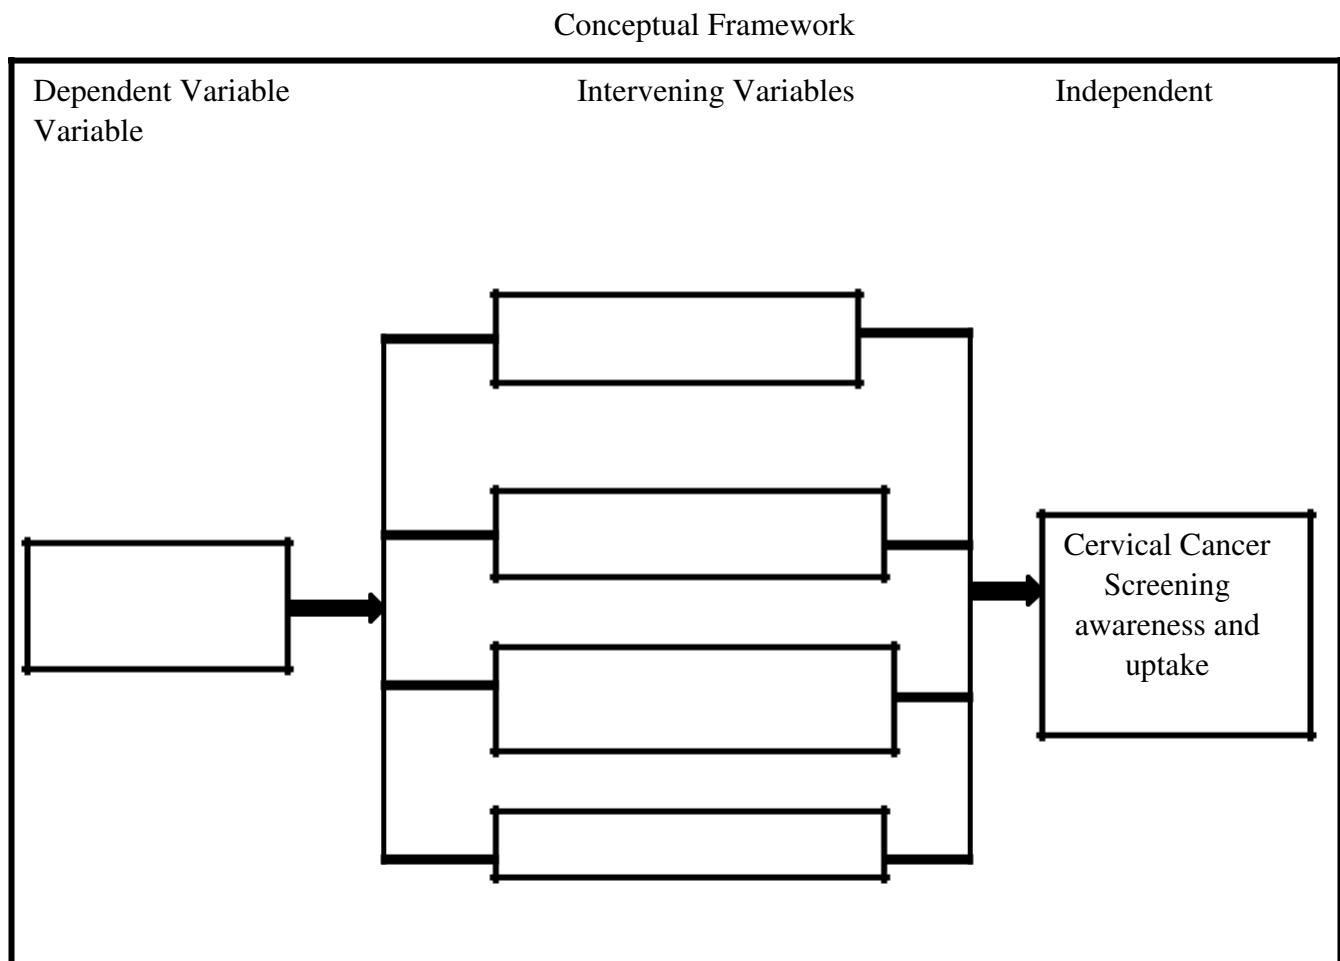 Conceptual Framework
Dependent Variable Intervening Variables Independent
Variable
Cervical Cancer
Screening
awareness and
uptake